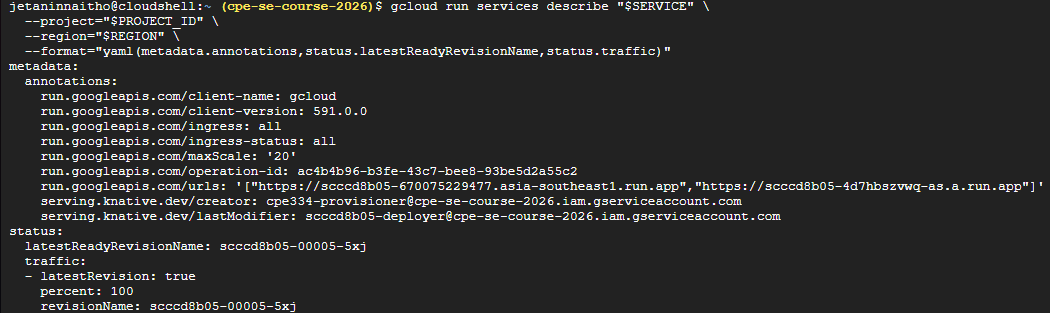 jetaninnaitho@cloudshell:~ (cpe-se-course-2026)$ gcloud run services describe "$SERVICE" \
  --project="$PROJECT_ID" \
  --region="$REGION" \
  --format="yaml(metadata.annotations,status.latestReadyRevisionName,status.traffic)"
metadata:
  annotations:
    run.googleapis.com/client-name: gcloud
    run.googleapis.com/client-version: 591.0.0
    run.googleapis.com/ingress: all
    run.googleapis.com/ingress-status: all
    run.googleapis.com/maxScale: '20'
    run.googleapis.com/operation-id: ac4b4b96-b3fe-43c7-bee8-93be5d2a55c2
    run.googleapis.com/urls: '["https://scccd8b05-670075229477.asia-southeast1.run.app","https://scccd8b05-4d7hbszvwq-as.a.run.app"]'
    serving.knative.dev/creator: cpe334-provisioner@cpe-se-course-2026.iam.gserviceaccount.com
    serving.knative.dev/lastModifier: scccd8b05-deployer@cpe-se-course-2026.iam.gserviceaccount.com
status:
  latestReadyRevisionName: scccd8b05-00005-5xj
  traffic:
  - latestRevision: true
    percent: 100
    revisionName: scccd8b05-00005-5xj